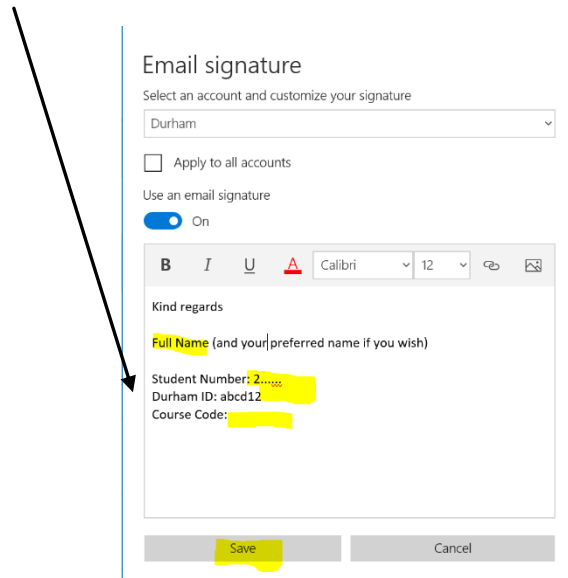 Email signature
Select an account and customize your signature
Durham
Apply to all accounts
Use an email signature
On
B I U A Calibri 12
Kind regards
Full Name (and your preferred name if you wish)
Student Number: 2......
Durham ID: abcd12
Course Code:
Save Cancel